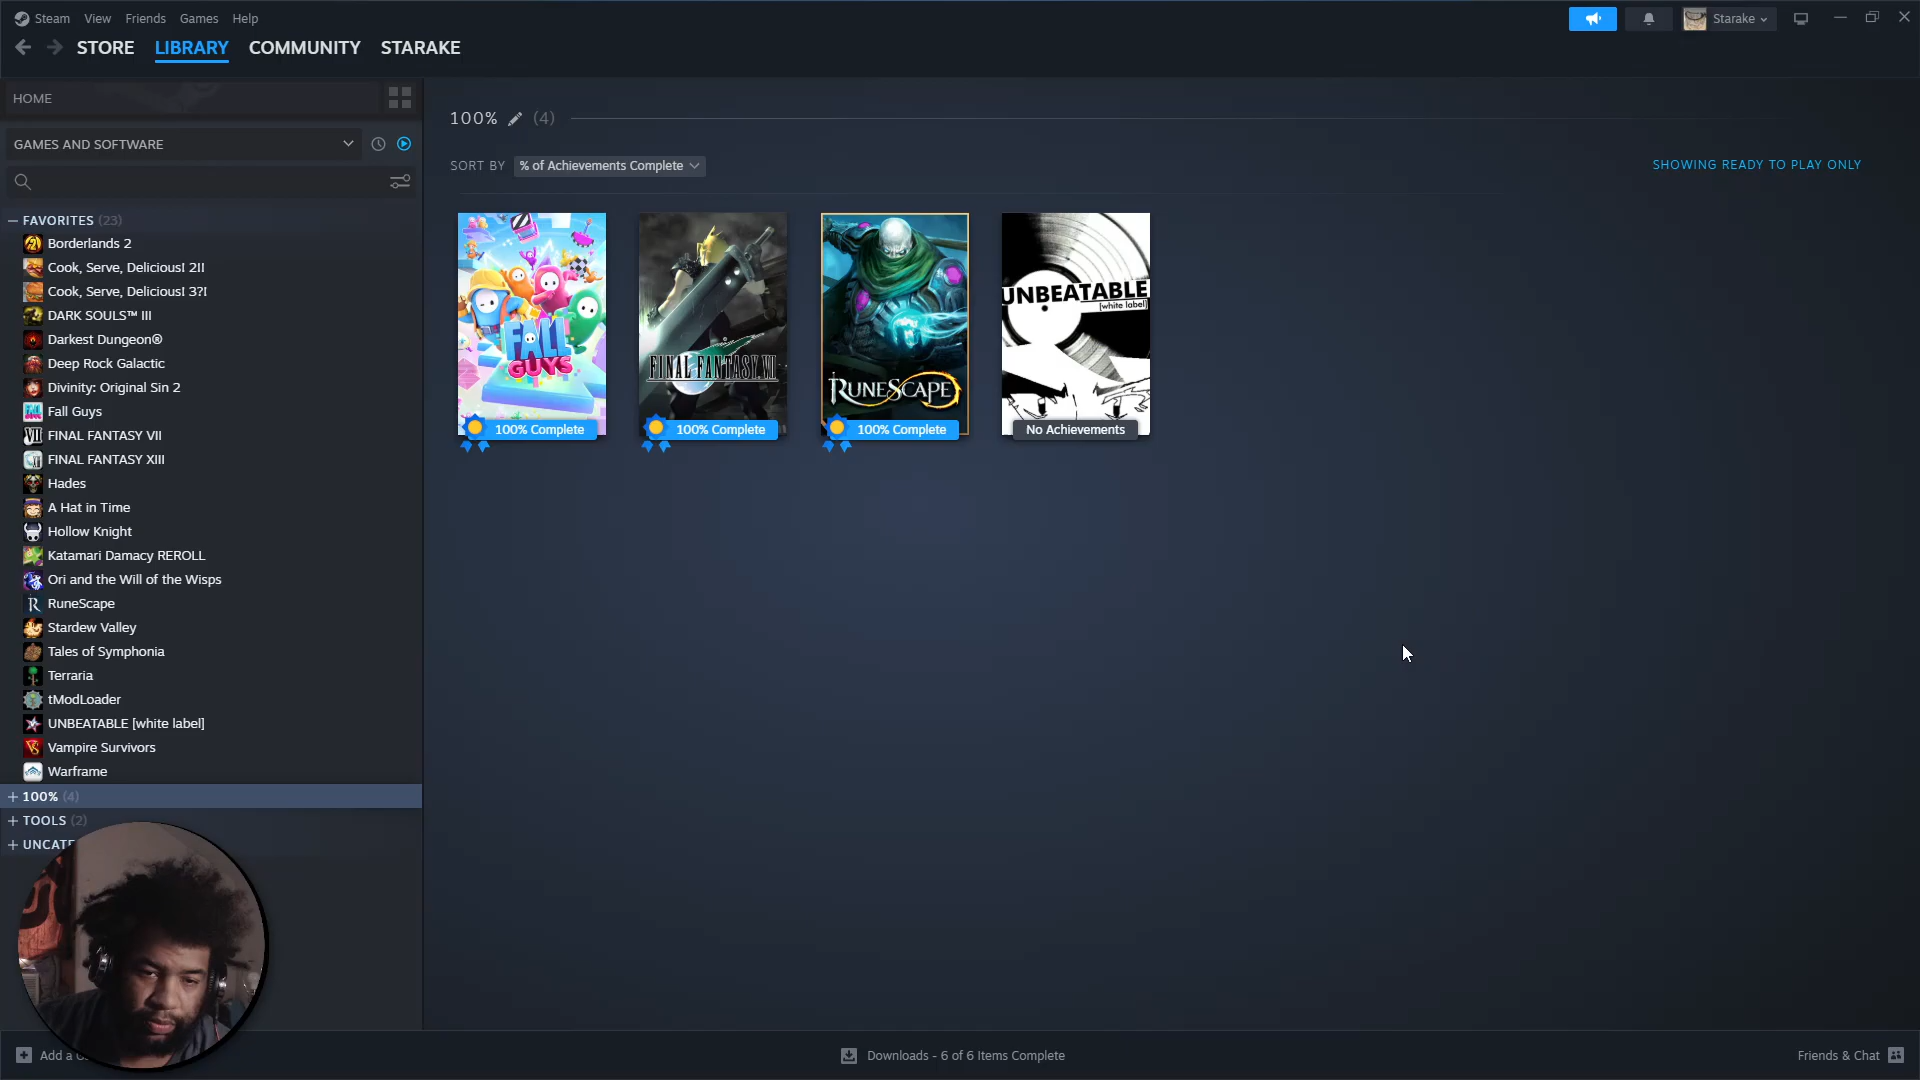 Steam View Friends Games Help
Starake
STORE LIBRARY COMMUNITY STARAKE
HOME
GAMES AND SOFTWARE
FAVORITES (23)
Borderlands 2
Cook, Serve, Delicious! 2!!
Cook, Serve, Delicious! 3?!
DARK SOULS™ III
Darkest Dungeon®
Deep Rock Galactic
Divinity: Original Sin 2
Fall Guys
FINAL FANTASY VII
FINAL FANTASY XIII
Hades
A Hat in Time
Hollow Knight
Katamari Damacy REROLL
Ori and the Will of the Wisps
RuneScape
Stardew Valley
Tales of Symphonia
Terraria
tModLoader
UNBEATABLE [white label]
Vampire Survivors
Warframe
+ 100% (4)
+ TOOLS (2)
+ UNCATE
100% (4)
SORT BY % of Achievements Complete
SHOWING READY TO PLAY ONLY
FALL
GUYS
100% Complete
FINAL FANTASY VII
100% Complete
RUNESCAPE
100% Complete
UNBEATABLE
[white label]
No Achievements
Add a G
Downloads - 6 of 6 Items Complete
Friends & Chat